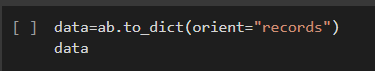 [ ] data=ab.to_dict(orient="records")
data